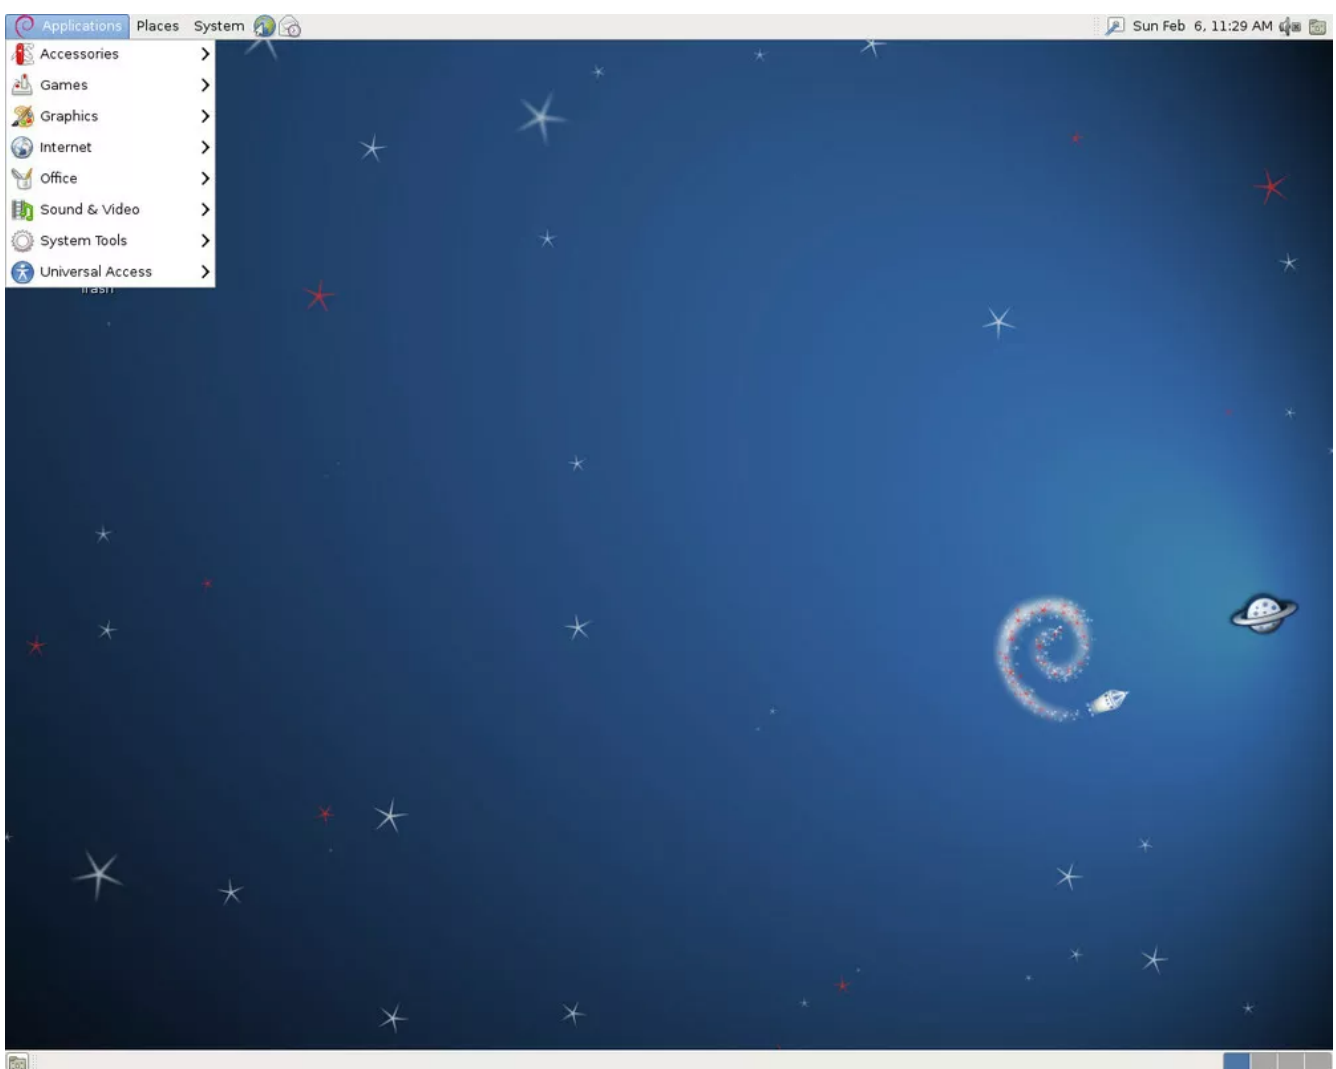 Applications Places System Sun Feb 6, 11:29 AM
Accessories
Games
Graphics
Internet
Office
Sound & Video
System Tools
Universal Access
Trash